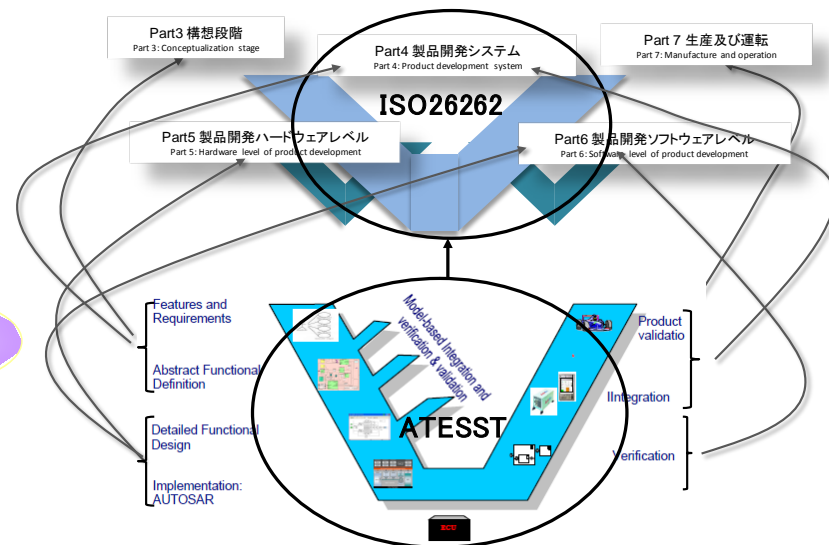 Part3 構想段階
Part 3: Conceptualization stage
Part4 製品開発システム
Part 4: Product development system
Part 7 生産及び運転
Part 7: Manufacture and operation
ISO26262
Part5 製品開発ハードウェアレベル
Part 5: Hardware level of product development
Part6 製品開発ソフトウェアレベル
Part 6: Software level of product development
Features and
Requirements
Abstract Functional
Definition
Detailed Functional
Design
Implementation:
AUTOSAR
Model-based Integration and
verification & validation
ATESST
Product
validatio
IIntegration
Verification
ECU